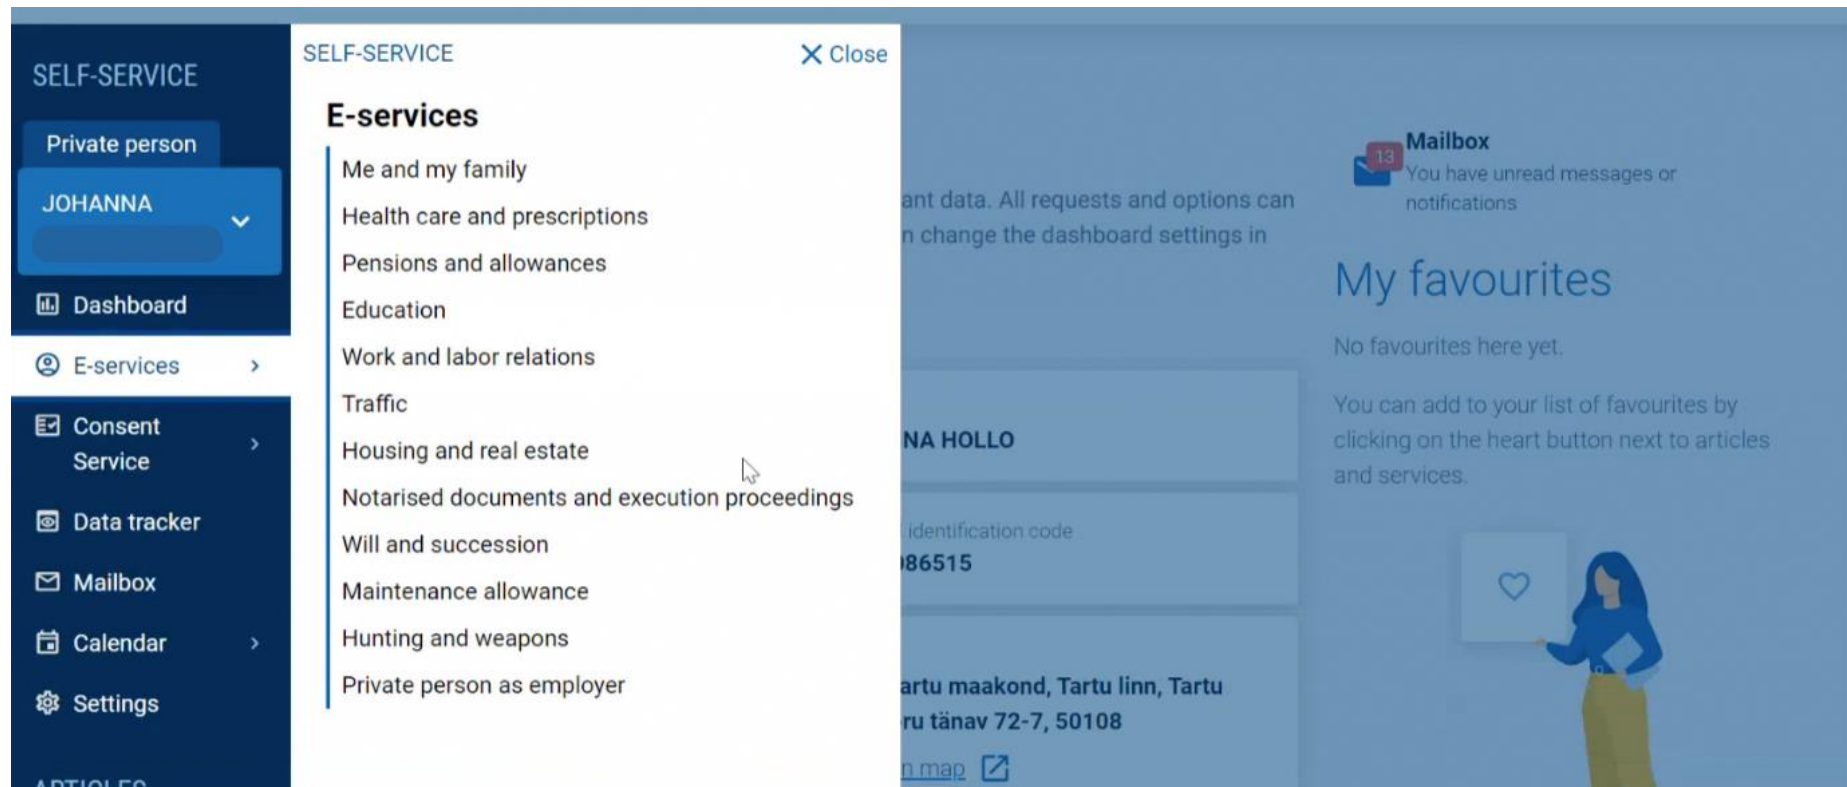 SELF-SERVICE
Private person
JOHANNA
Dashboard
E-services
Consent
Service
Data tracker
Mailbox
Calendar
Settings
SELF-SERVICE
Close
E-services
Me and my family
Health care and prescriptions
Pensions and allowances
Education
Work and labor relations
Traffic
Housing and real estate
Notarised documents and execution proceedings
Will and succession
Maintenance allowance
Hunting and weapons
Private person as employer
ant data. All requests and options can
n change the dashboard settings in
NA HOLLO
identification code
086515
artu maakond, Tartu linn, Tartu
ru tänav 72-7, 50108
n map
13
Mailbox
You have unread messages or
notifications
My favourites
No favourites here yet.
You can add to your list of favourites by
clicking on the heart button next to articles
and services.